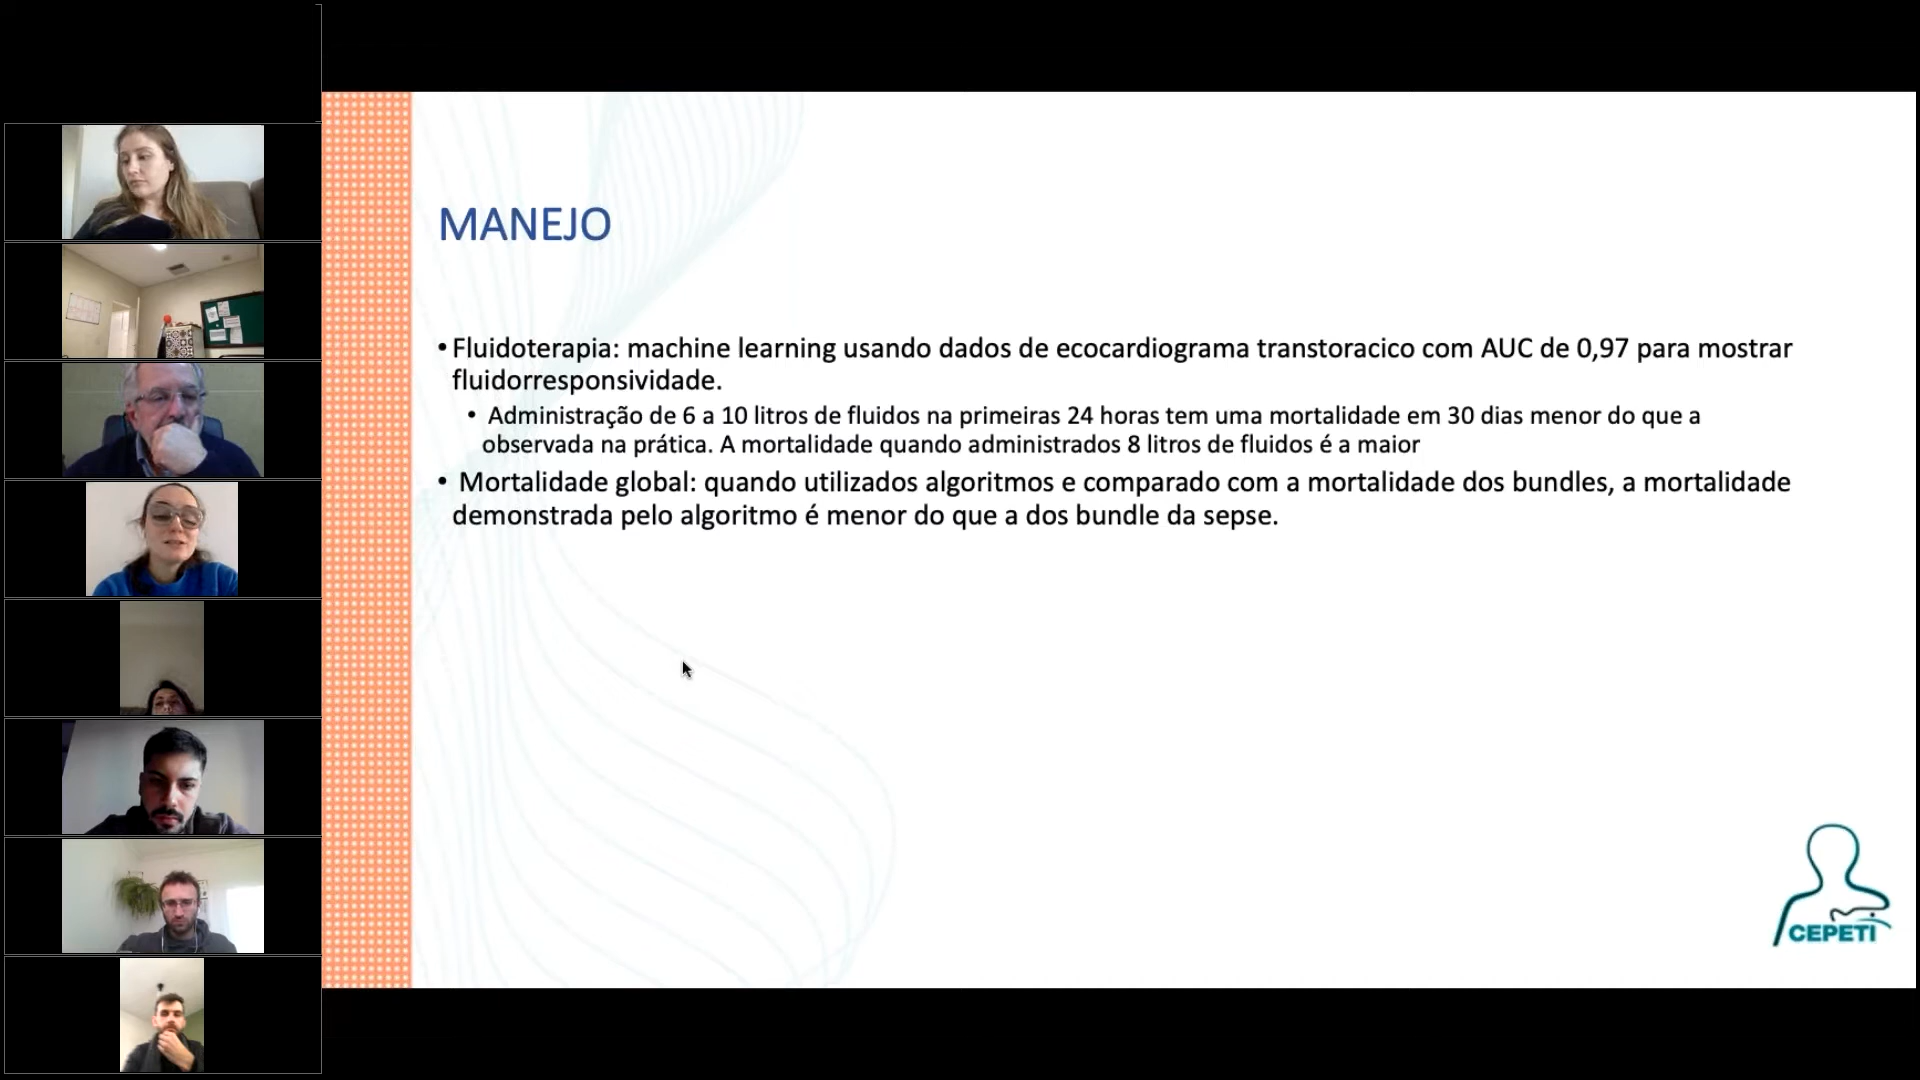 MANEJO
• Fluidoterapia: machine learning usando dados de ecocardiograma transtoracico com AUC de 0,97 para mostrar
fluidorresponsividade.
• Administração de 6 a 10 litros de fluidos na primeiras 24 horas tem uma mortalidade em 30 dias menor do que a
observada na prática. A mortalidade quando administrados 8 litros de fluidos é a maior
• Mortalidade global: quando utilizados algoritmos e comparado com a mortalidade dos bundles, a mortalidade
demonstrada pelo algoritmo é menor do que a dos bundle da sepse.
CEPETI